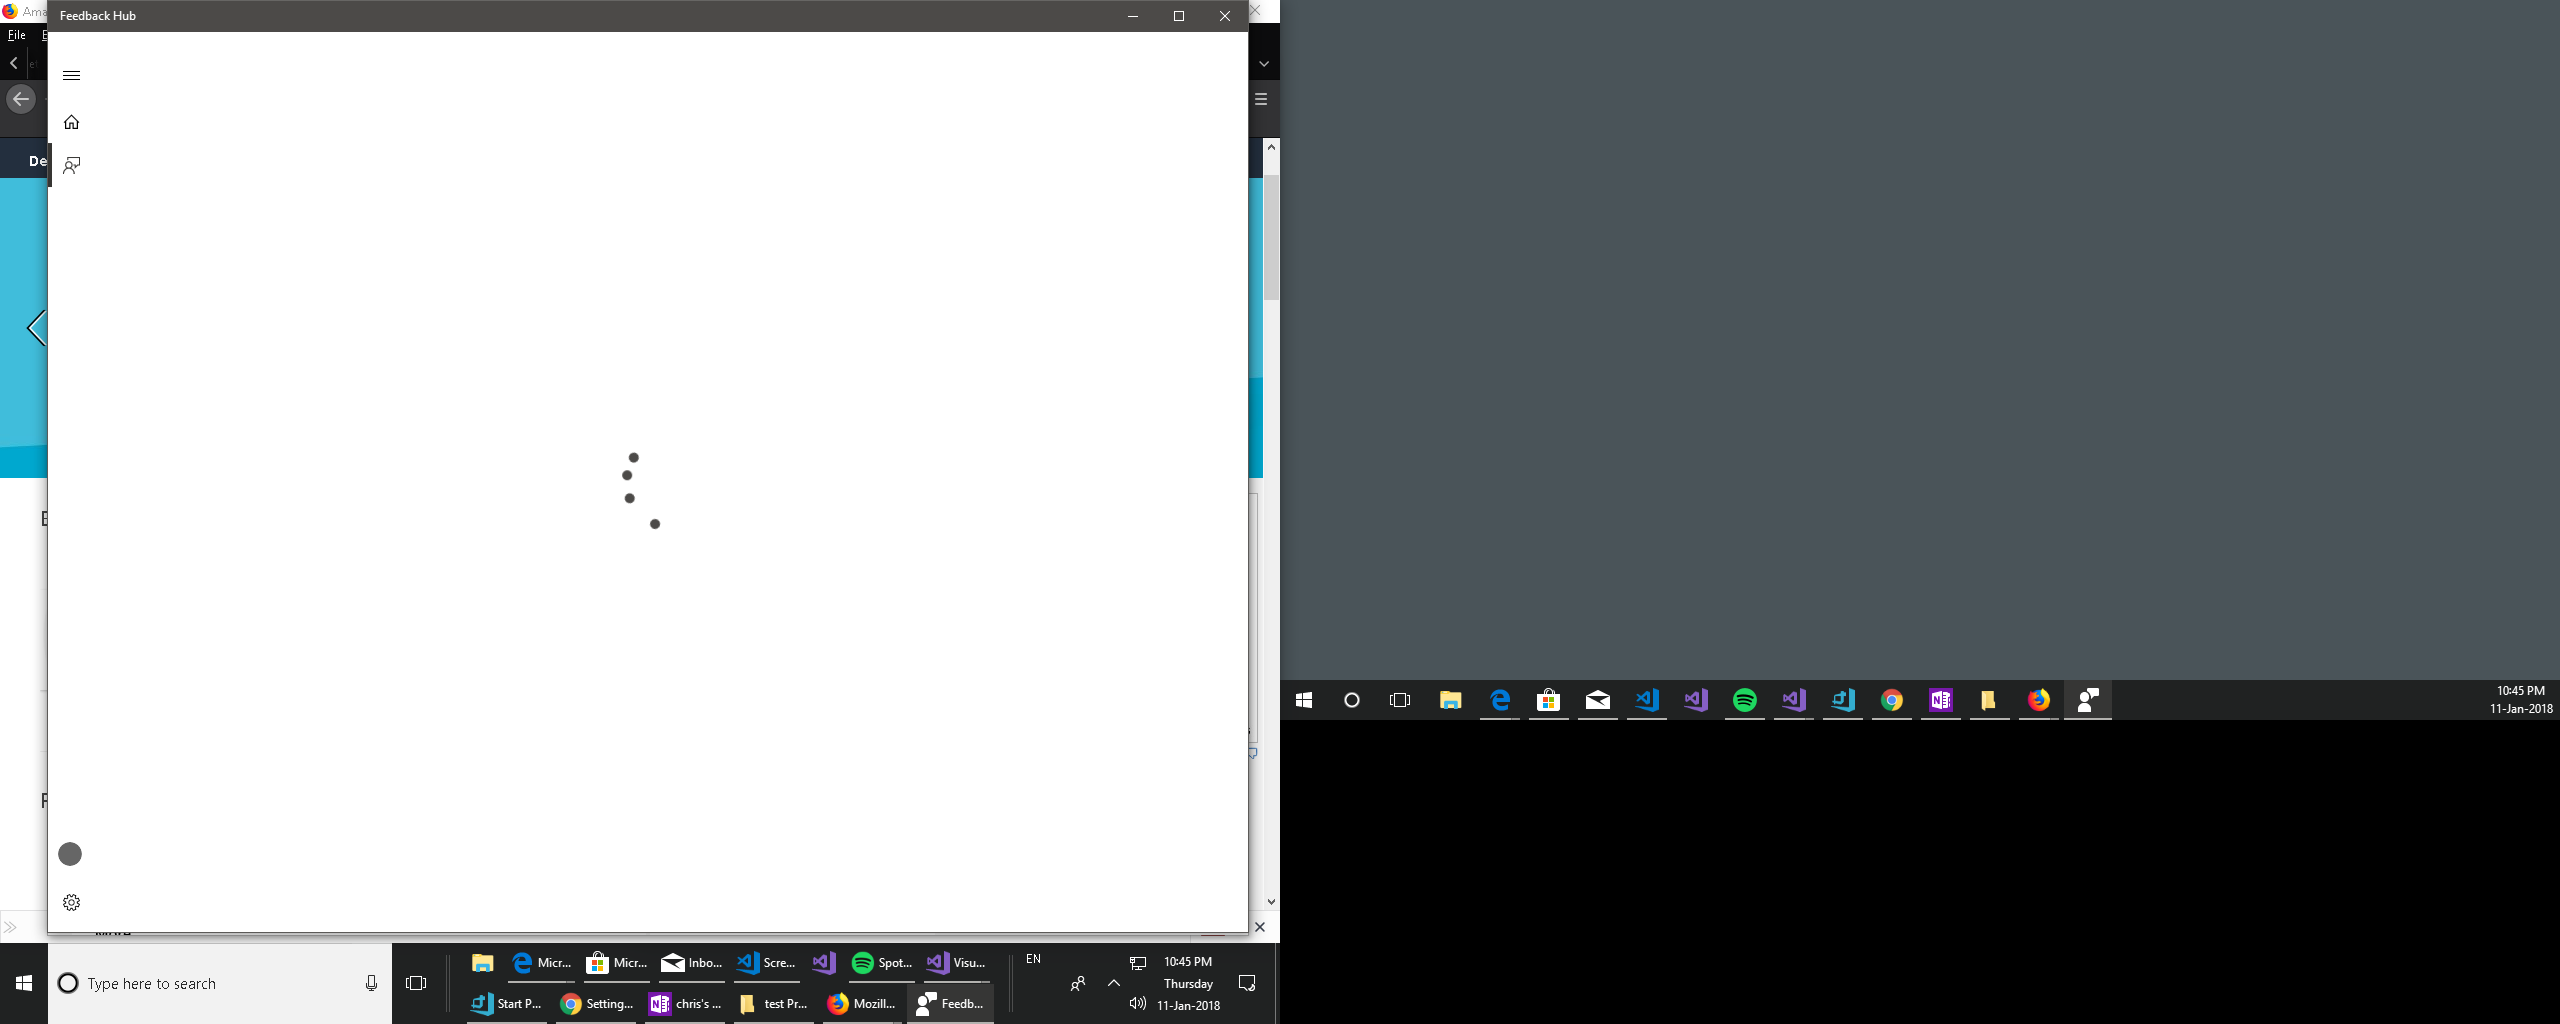 Ama
Feedback Hub
File
De
Type here to search
Micr...
Micr...
Inbo...
Scre...
Spot...
Visu...
EN
10:45 PM
Thursday
11-Jan-2018
Start P...
Setting...
chris's ...
test Pr...
Mozill...
Feedb...
10:45 PM
11-Jan-2018